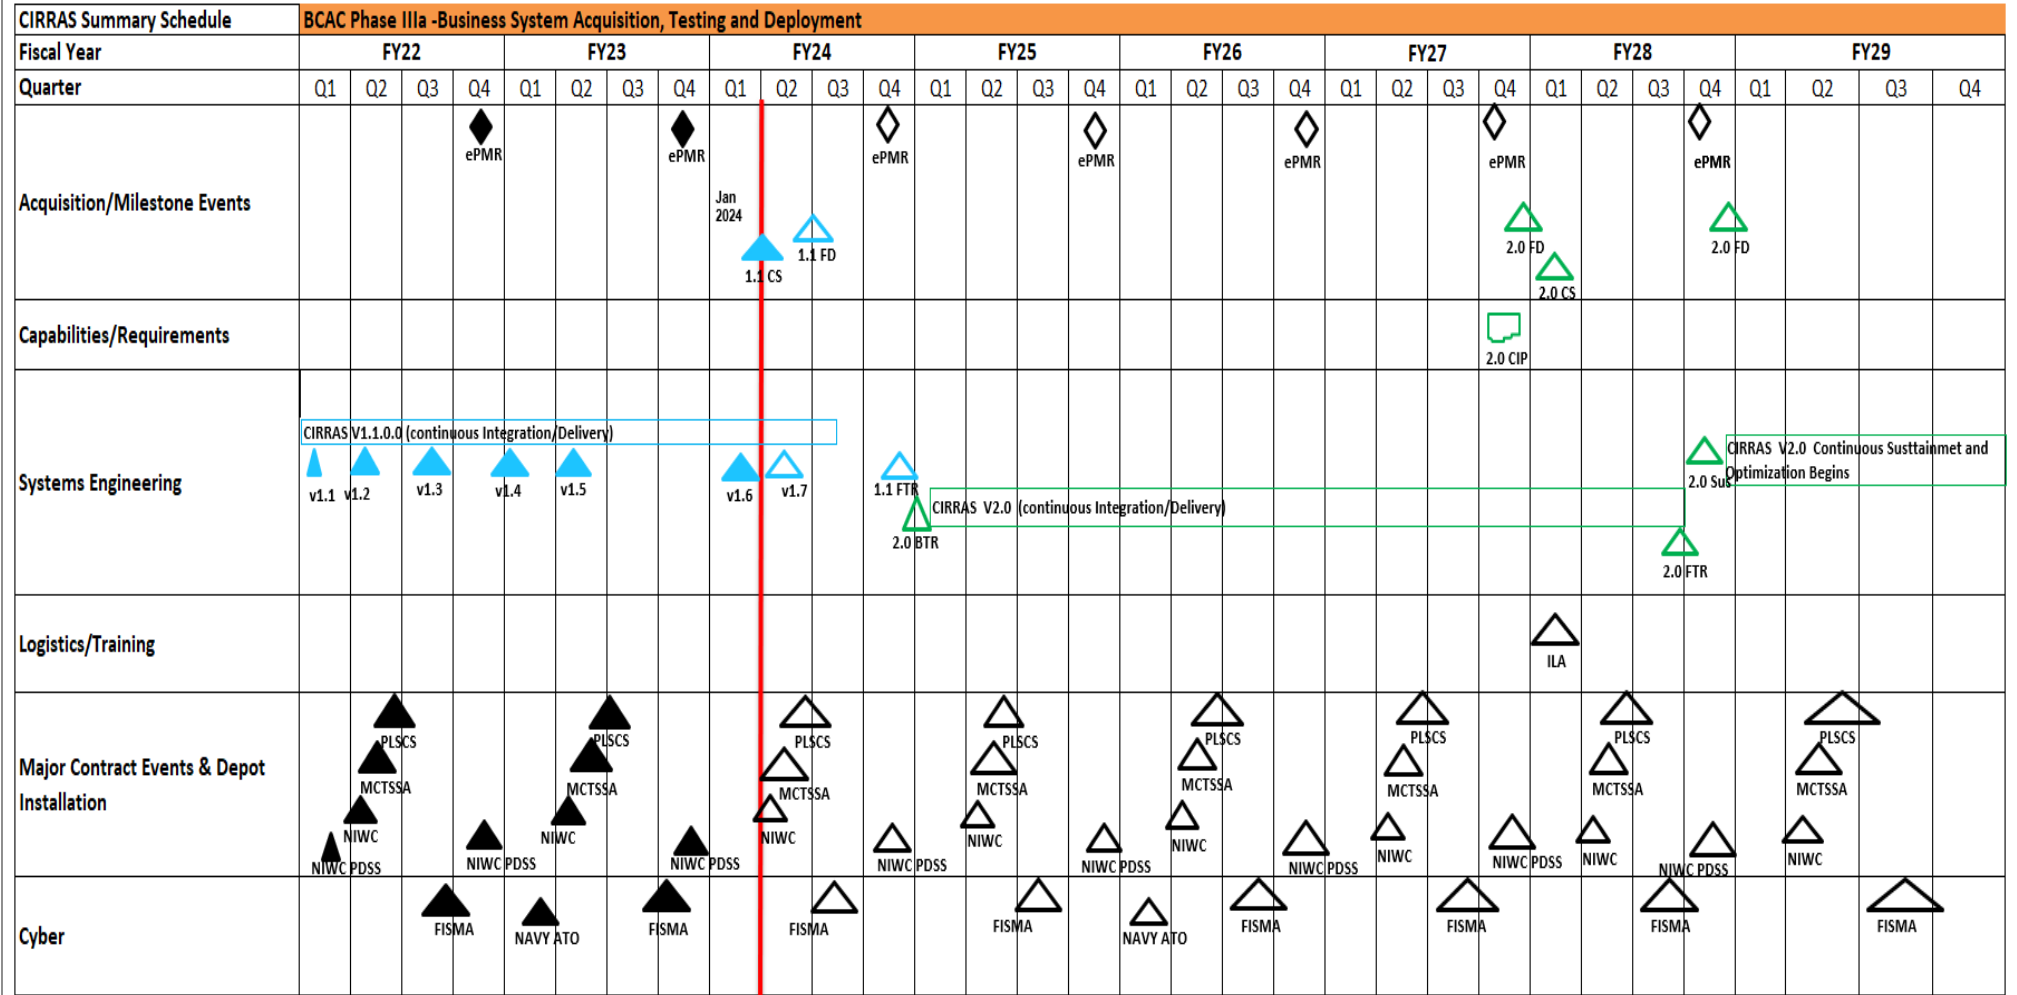 CIRRAS Summary Schedule
BCAC Phase IIIa -Business System Acquisition, Testing and Deployment
Fiscal Year
FY22 FY23 FY24 FY25 FY26 FY27 FY28 FY29
Quarter
Q1 Q2 Q3 Q4 Q1 Q2 Q3 Q4 Q1 Q2 Q3 Q4 Q1 Q2 Q3 Q4 Q1 Q2 Q3 Q4 Q1 Q2 Q3 Q4 Q1 Q2 Q3 Q4 Q1 Q2 Q3 Q4
ePMR ePMR ePMR ePMR ePMR ePMR ePMR
Acquisition/Milestone Events
Jan
2024
1.1 CS
1.1 FD
2.0 FD
2.0 CS
2.0 FD
Capabilities/Requirements
2.0 CIP
Systems Engineering
CIRRAS V1.1.0.0 (continuous Integration/Delivery)
v1.1 v1.2 v1.3 v1.4 v1.5 v1.6 v1.7 1.1 FTR
2.0 BTR
CIRRAS V2.0 (continuous Integration/Delivery)
2.0 FTR
2.0 Sus
CIRRAS V2.0 Continuous Susttainmet and
Optimization Begins
Logistics/Training
ILA
Major Contract Events & Depot
Installation
PLSCS PLSCS PLSCS PLSCS PLSCS PLSCS PLSCS PLSCS
MCTSSA MCTSSA MCTSSA MCTSSA MCTSSA MCTSSA MCTSSA MCTSSA
NIWC NIWC NIWC NIWC NIWC NIWC NIWC NIWC
NIWC PDSS NIWC PDSS NIWC PDSS NIWC PDSS NIWC PDSS NIWC PDSS NIWC PDSS NIWC PDSS
Cyber
FISMA NAVY ATO FISMA FISMA FISMA NAVY ATO FISMA FISMA FISMA FISMA